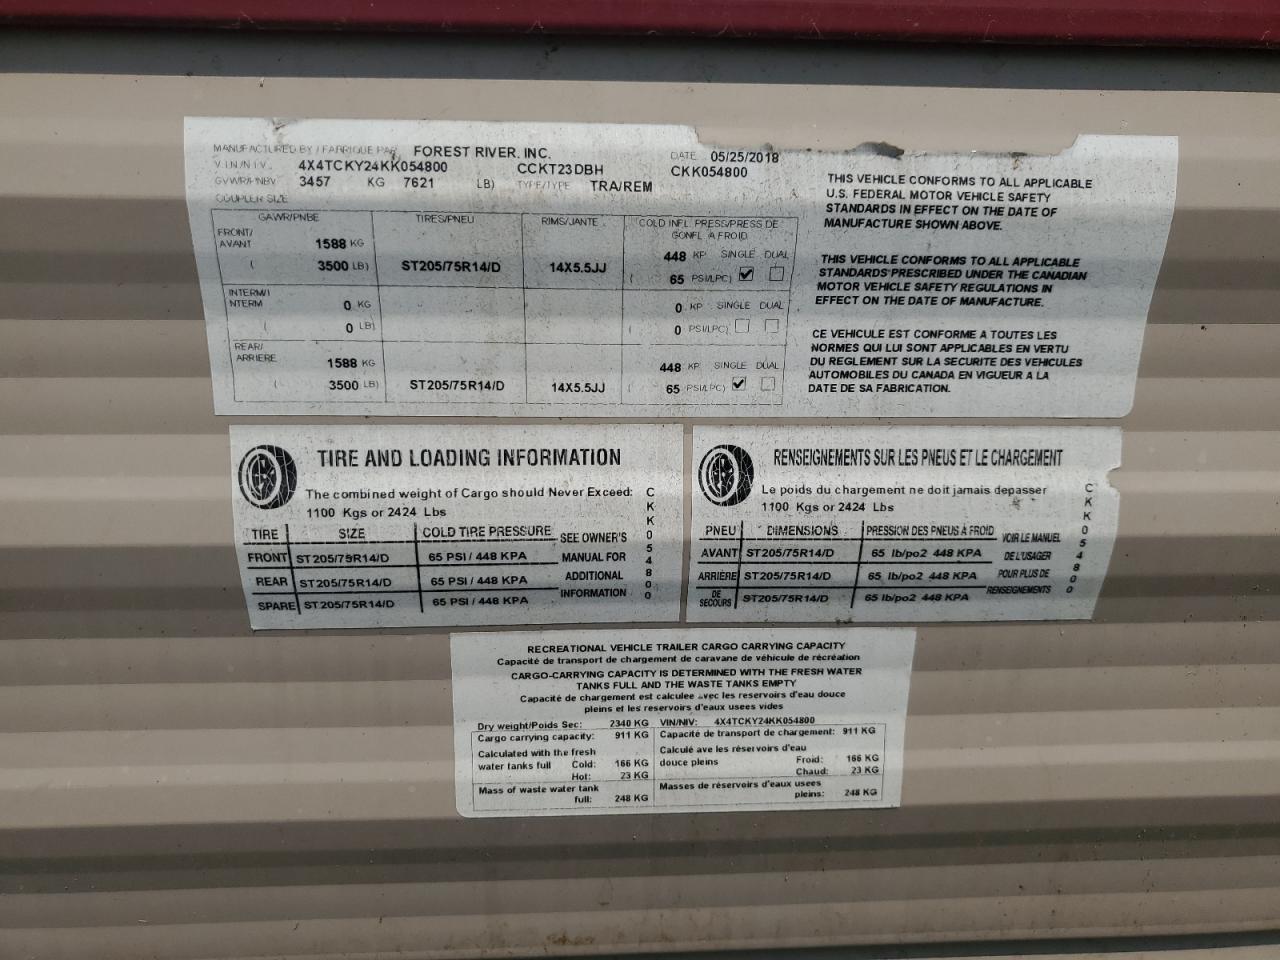 MANUFACTURED BY / FABRIQUE PAR FOREST RIVER, INC. DATE 05/25/2018
V.I.N/N.I.V. 4X4TCKY24KK054800 CCKT23DBH CKK054800
GVWR/PNBV 3457 KG 7621 LB) TYPE/TYPE TRA/REM
COUPLER SIZE
GAWR/PNBE TIRES/PNEU RIMS/JANTE COLD INFL. PRESS/PRESS DE
GONFL. A FROID
FRONT/
AVANT 1588 KG 448 KP SINGLE DUAL
( 3500 LB) ST205/75R14/D 14X5.5JJ ( 65 PSI/LPC)
INTERM/I
NTERM 0 KG 0 KP SINGLE DUAL
( 0 LB) ( 0 PSI/LPC)
REAR/
ARRIERE 1588 KG 448 KP SINGLE DUAL
( 3500 LB) ST205/75R14/D 14X5.5JJ ( 65 PSI/LPC)
THIS VEHICLE CONFORMS TO ALL APPLICABLE
U.S. FEDERAL MOTOR VEHICLE SAFETY
STANDARDS IN EFFECT ON THE DATE OF
MANUFACTURE SHOWN ABOVE.
THIS VEHICLE CONFORMS TO ALL APPLICABLE
STANDARDS PRESCRIBED UNDER THE CANADIAN
MOTOR VEHICLE SAFETY REGULATIONS IN
EFFECT ON THE DATE OF MANUFACTURE.
CE VEHICULE EST CONFORME A TOUTES LES
NORMES QUI LUI SONT APPLICABLES EN VERTU
DU REGLEMENT SUR LA SECURITE DES VEHICULES
AUTOMOBILES DU CANADA EN VIGUEUR A LA
DATE DE SA FABRICATION.
TIRE AND LOADING INFORMATION
The combined weight of Cargo should Never Exceed:
1100 Kgs or 2424 Lbs
TIRE SIZE COLD TIRE PRESSURE
FRONT ST205/75R14/D 65 PSI / 448 KPA
REAR ST205/75R14/D 65 PSI / 448 KPA
SPARE ST205/75R14/D 65 PSI / 448 KPA
SEE OWNER'S
MANUAL FOR
ADDITIONAL
INFORMATION
CKK054800
RENSEIGNEMENTS SUR LES PNEUS ET LE CHARGEMENT
Le poids du chargement ne doit jamais depasser
1100 Kgs or 2424 Lbs
PNEU DIMENSIONS PRESSION DES PNEUS À FROID
AVANT ST205/75R14/D 65 lb/po2 448 KPA
ARRIÈRE ST205/75R14/D 65 lb/po2 448 KPA
DE
SECOURS ST205/75R14/D 65 lb/po2 448 KPA
VOIR LE MANUEL
DE L'USAGER
POUR PLUS DE
RENSEIGNEMENTS
CKK054800
RECREATIONAL VEHICLE TRAILER CARGO CARRYING CAPACITY
Capacité de transport de chargement de caravane de véhicule de récréation
CARGO-CARRYING CAPACITY IS DETERMINED WITH THE FRESH WATER
TANKS FULL AND THE WASTE TANKS EMPTY
Capacité de chargement est calculee avec les reservoirs d'eau douce
pleins et les reservoirs d'eaux usees vides
Dry weight/Poids Sec: 2340 KG VIN/NIV: 4X4TCKY24KK054800
Cargo carrying capacity: 911 KG Capacité de transport de chargement: 911 KG
Calculated with the fresh
water tanks full Cold: 166 KG
Hot: 23 KG
Calculé ave les réservoirs d'eau
douce pleins Froid: 166 KG
Chaud: 23 KG
Mass of waste water tank
full: 248 KG
Masses de réservoirs d'eaux usees
pleins: 248 KG